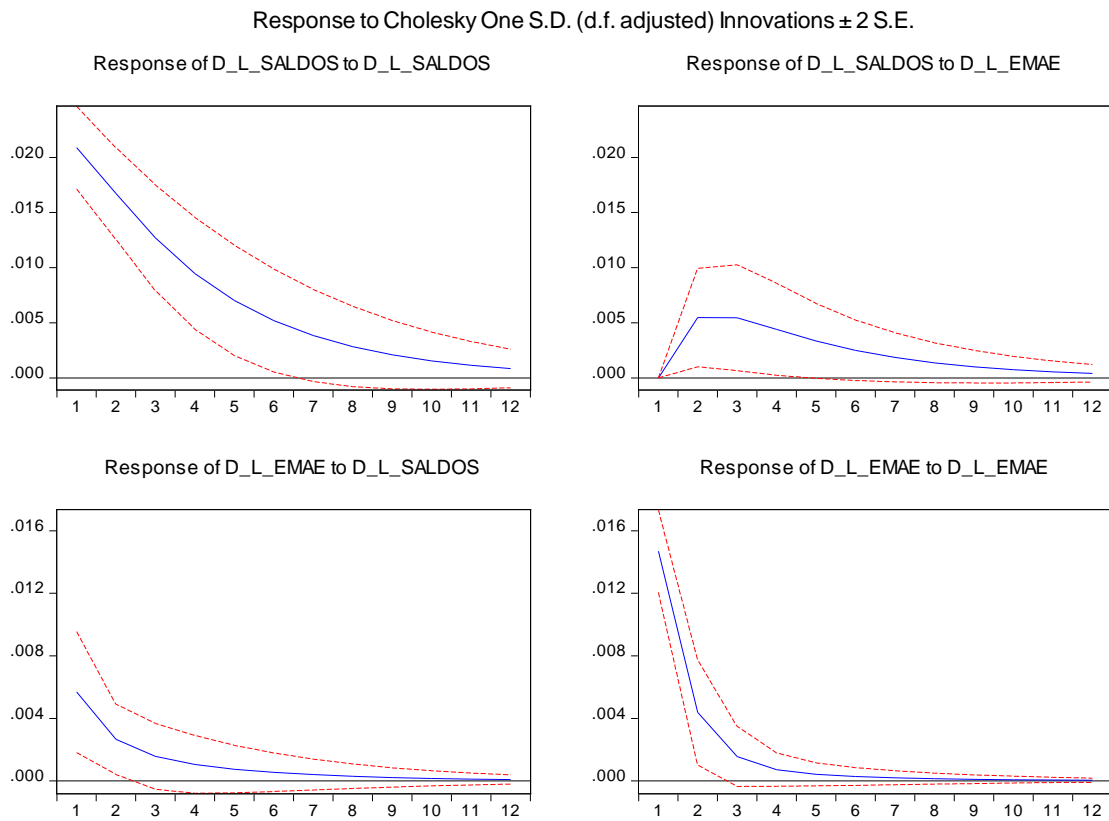 Response to Cholesky One S.D. (d.f. adjusted) Innovations ± 2 S.E.
Response of D_L_SALDOS to D_L_SALDOS
.020
.015
.010
.005
.000
1 2 3 4 5 6 7 8 9 10 11 12
Response of D_L_SALDOS to D_L_EMAE
.020
.015
.010
.005
.000
1 2 3 4 5 6 7 8 9 10 11 12
Response of D_L_EMAE to D_L_SALDOS
.016
.012
.008
.004
.000
1 2 3 4 5 6 7 8 9 10 11 12
Response of D_L_EMAE to D_L_EMAE
.016
.012
.008
.004
.000
1 2 3 4 5 6 7 8 9 10 11 12